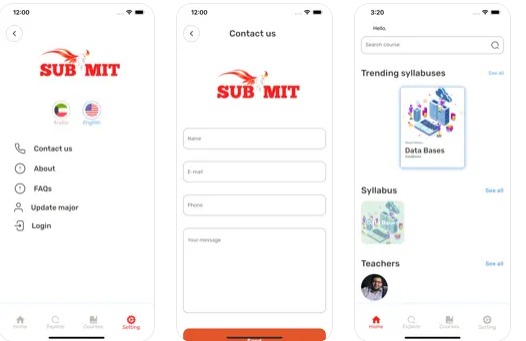 12:00
SUB MIT
Arabic
English
Contact us
About
FAQs
Update major
Login
Home
Explore
Courses
Setting
12:00
Contact us
SUB MIT
Name
E-mail
Phone
Your message
Send
3:20
Hello,
Search course
Trending syllabuses
See all
Data Bases
Syllabus
See all
Teachers
See all
Home
Explore
Courses
Setting